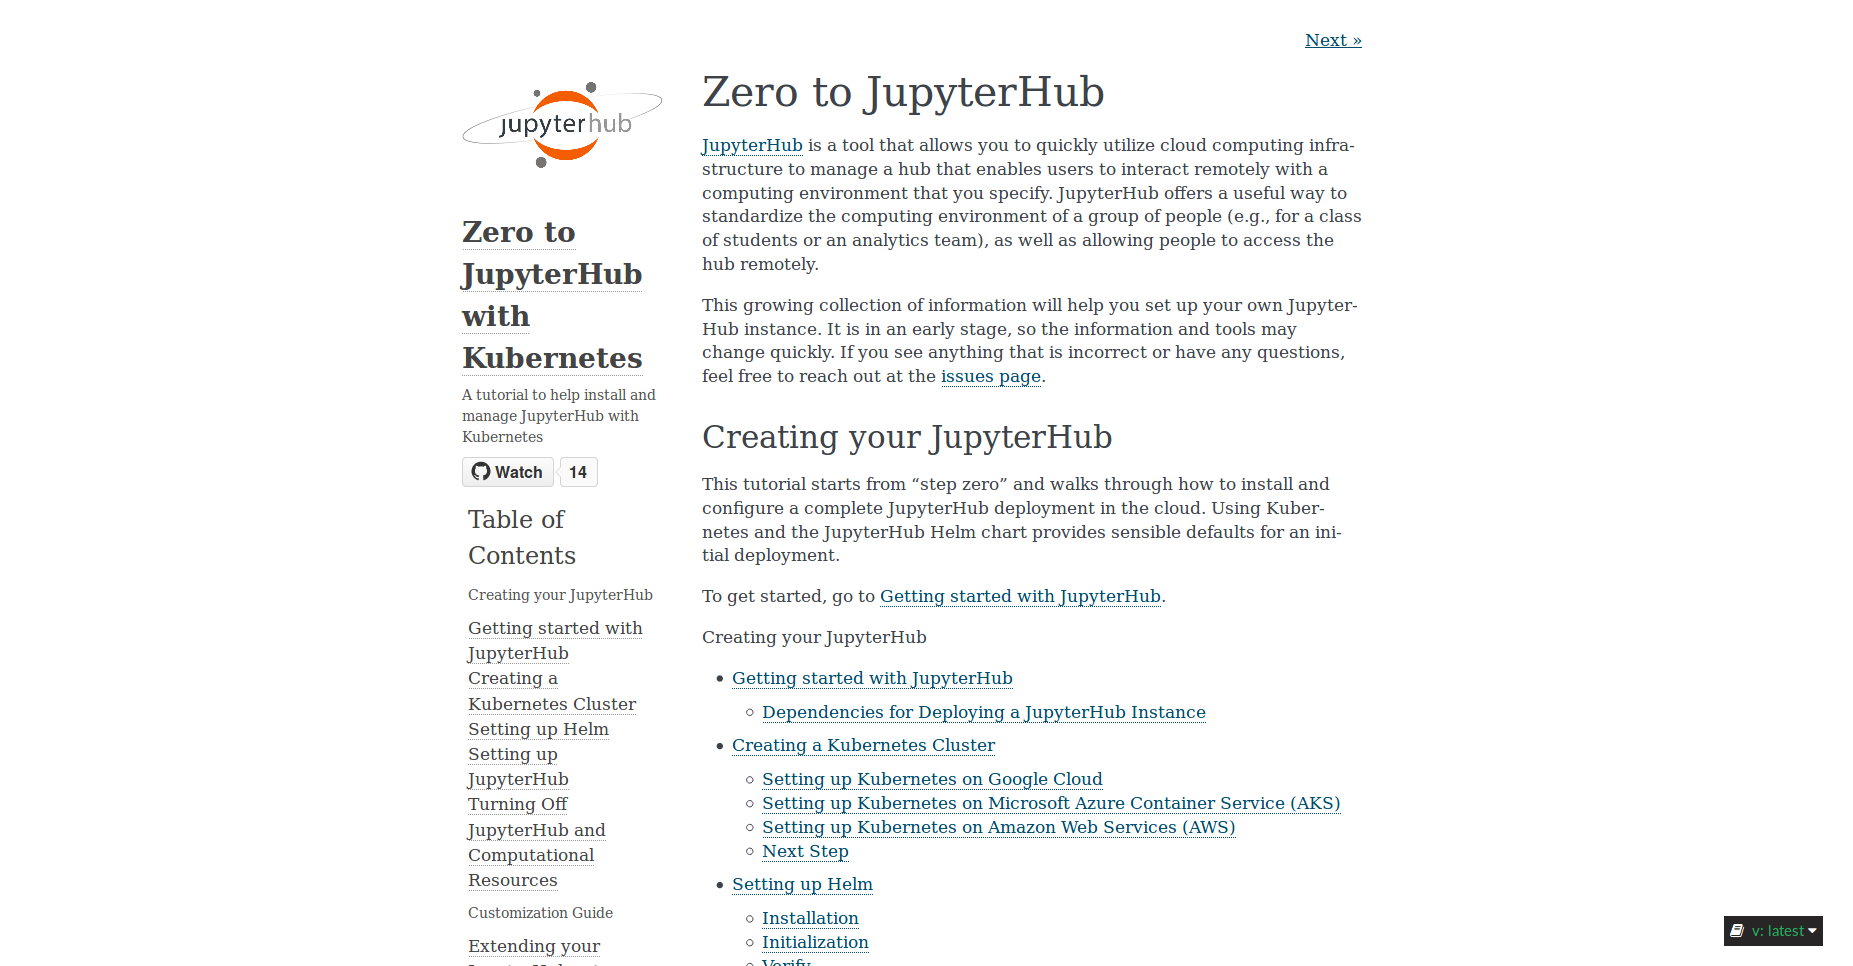 Next »
jupyterhub
Zero to
JupyterHub
with
Kubernetes
A tutorial to help install and
manage JupyterHub with
Kubernetes
Watch 14
Table of
Contents
Creating your JupyterHub
Getting started with
JupyterHub
Creating a
Kubernetes Cluster
Setting up Helm
Setting up
JupyterHub
Turning Off
JupyterHub and
Computational
Resources
Customization Guide
Extending your
Zero to JupyterHub
JupyterHub is a tool that allows you to quickly utilize cloud computing infra-
structure to manage a hub that enables users to interact remotely with a
computing environment that you specify. JupyterHub offers a useful way to
standardize the computing environment of a group of people (e.g., for a class
of students or an analytics team), as well as allowing people to access the
hub remotely.
This growing collection of information will help you set up your own Jupyter-
Hub instance. It is in an early stage, so the information and tools may
change quickly. If you see anything that is incorrect or have any questions,
feel free to reach out at the issues page.
Creating your JupyterHub
This tutorial starts from “step zero” and walks through how to install and
configure a complete JupyterHub deployment in the cloud. Using Kuber-
netes and the JupyterHub Helm chart provides sensible defaults for an ini-
tial deployment.
To get started, go to Getting started with JupyterHub.
Creating your JupyterHub
• Getting started with JupyterHub
○ Dependencies for Deploying a JupyterHub Instance
• Creating a Kubernetes Cluster
○ Setting up Kubernetes on Google Cloud
○ Setting up Kubernetes on Microsoft Azure Container Service (AKS)
○ Setting up Kubernetes on Amazon Web Services (AWS)
○ Next Step
• Setting up Helm
○ Installation
○ Initialization
○ Verify
v: latest